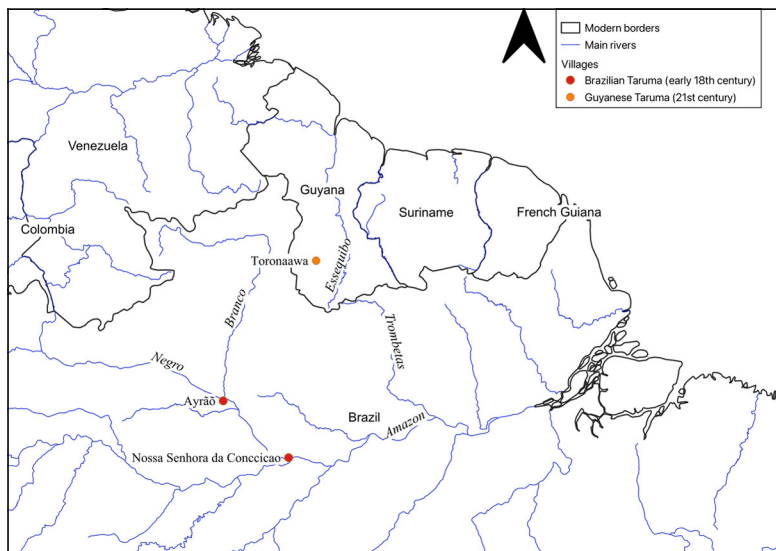 Modern borders
Main rivers
Villages
Brazilian Taruma (early 18th century)
Guyanese Taruma (21st century)
Venezuela
Guyana
Suriname
French Guiana
Colombia
Toronaawa
Essequibo
Branco
Trombetas
Negro
Ayrão
Brazil
Amazon
Nossa Senhora da Conccicao